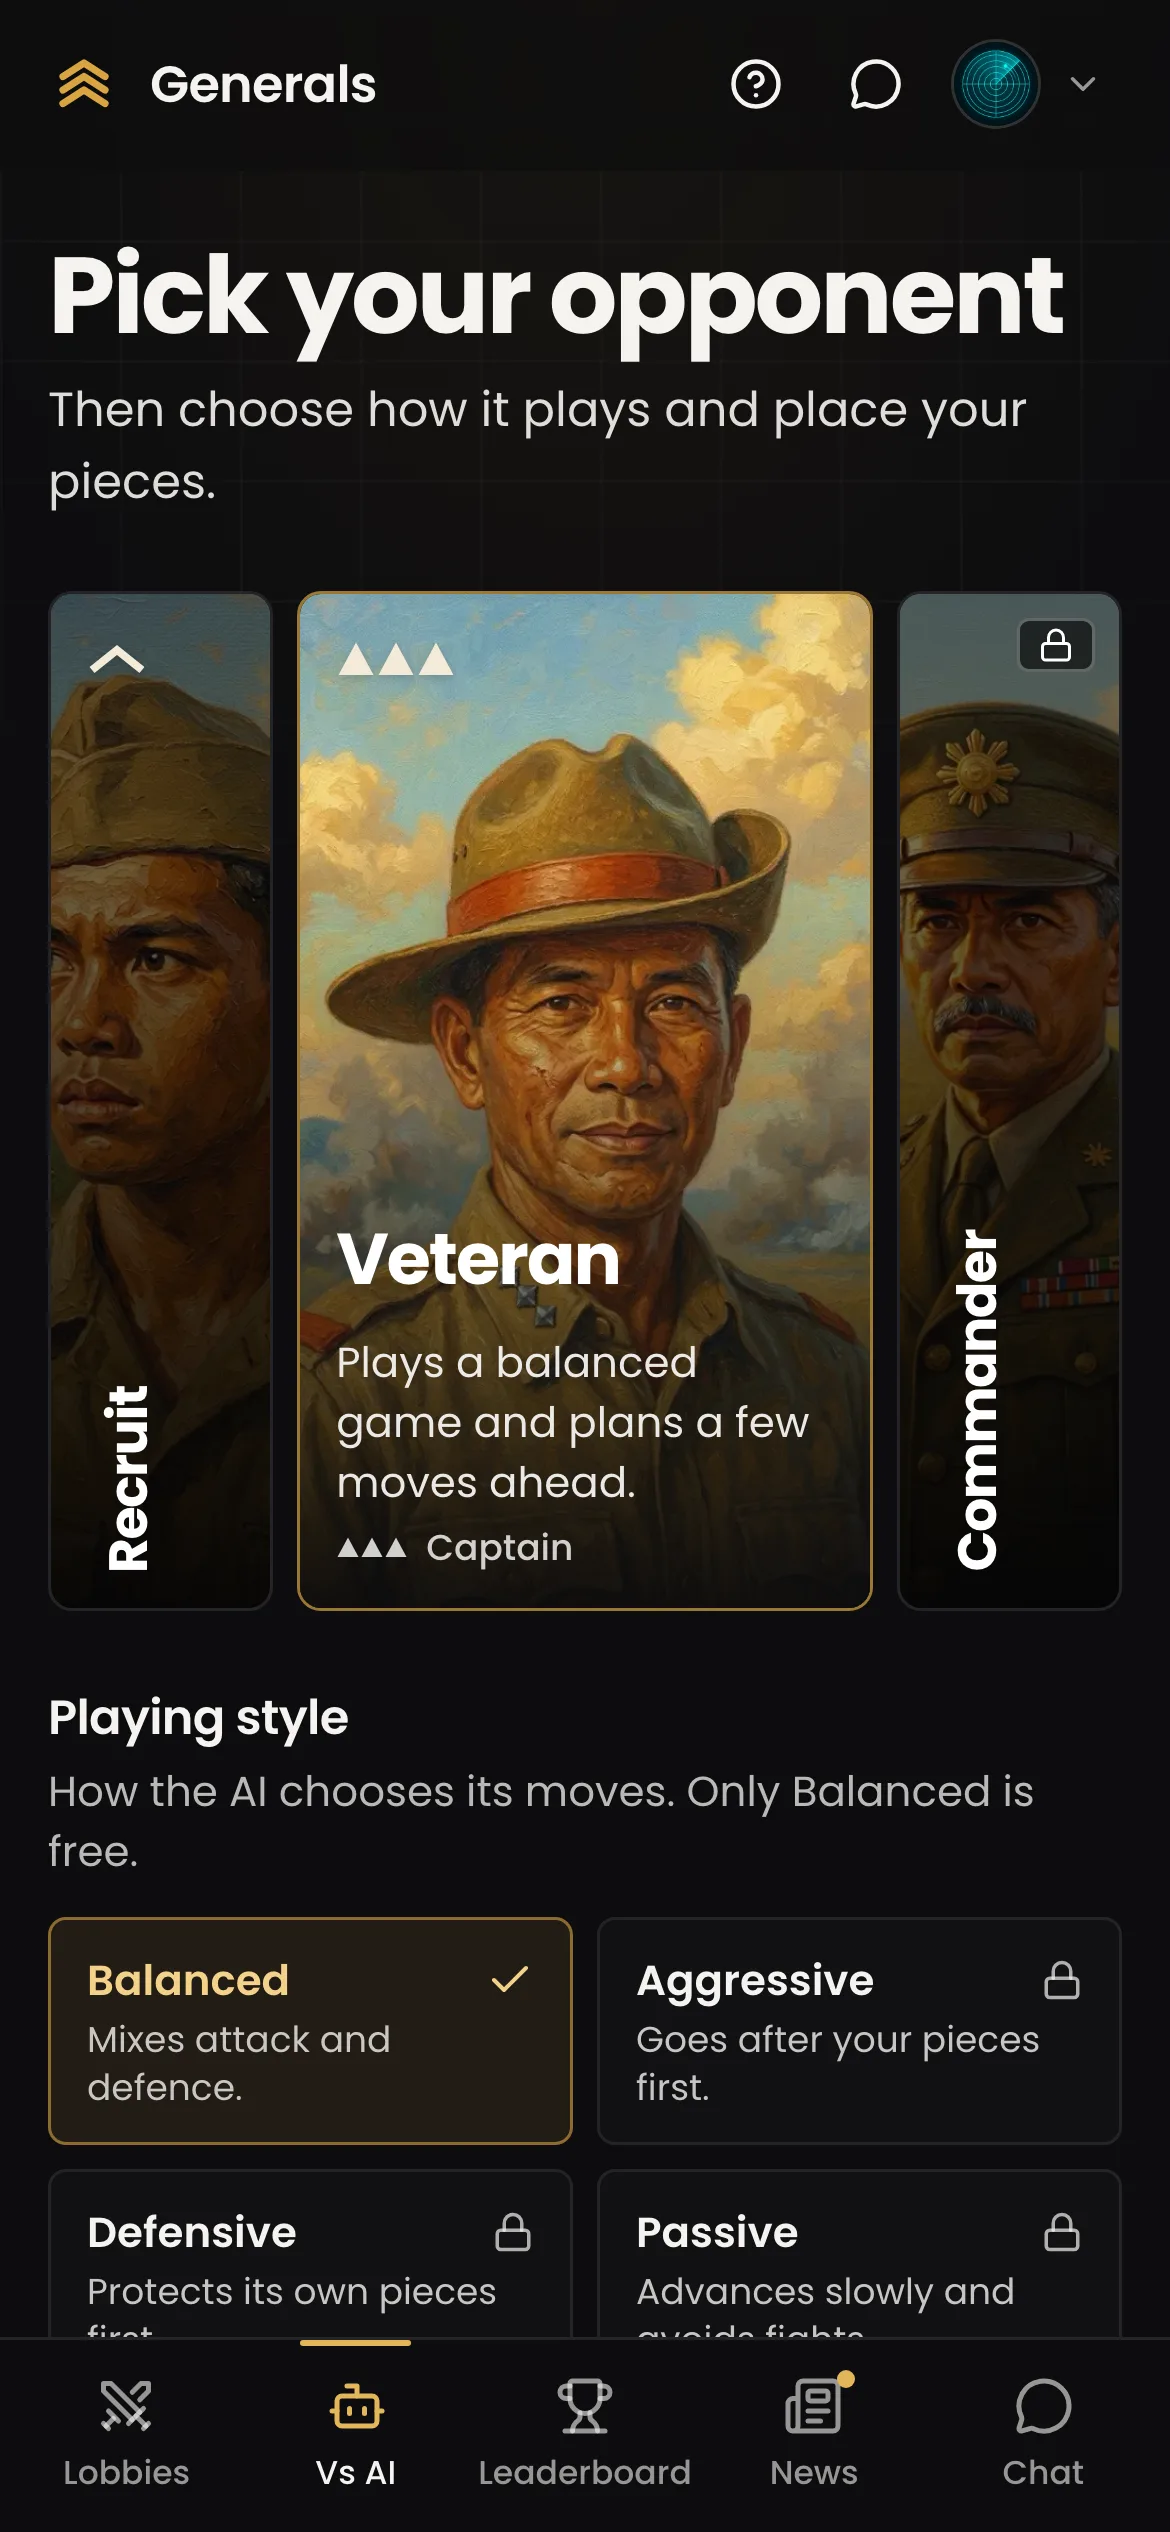 Generals
Pick your opponent
Then choose how it plays and place your
pieces.
Recruit
Veteran
Plays a balanced
game and plans a few
moves ahead.
Captain
Commander
Playing style
How the AI chooses its moves. Only Balanced is
free.
Balanced
Mixes attack and
defence.
Aggressive
Goes after your pieces
first.
Defensive
Protects its own pieces
first.
Passive
Advances slowly and
avoids fights.
Lobbies
Vs AI
Leaderboard
News
Chat